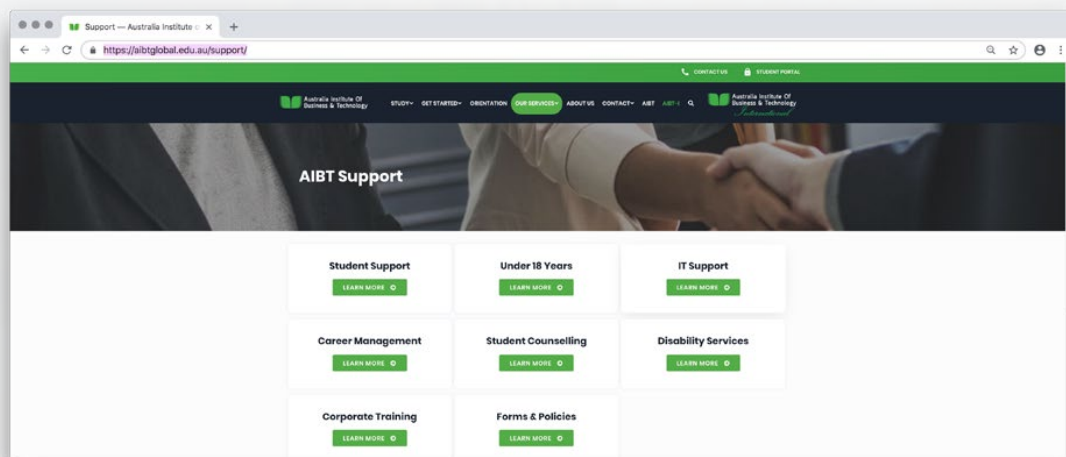 Support — Australia Institute o
https://aibtglobal.edu.au/support/
CONTACT US STUDENT PORTAL
Australia Institute Of
Business & Technology
STUDY GET STARTED ORIENTATION OUR SERVICES ABOUT US CONTACT AIBT AIBT-I
Australia Institute Of
Business & Technology
International
AIBT Support
Student Support Under 18 Years IT Support
LEARN MORE LEARN MORE LEARN MORE
Career Management Student Counselling Disability Services
LEARN MORE LEARN MORE LEARN MORE
Corporate Training Forms & Policies
LEARN MORE LEARN MORE